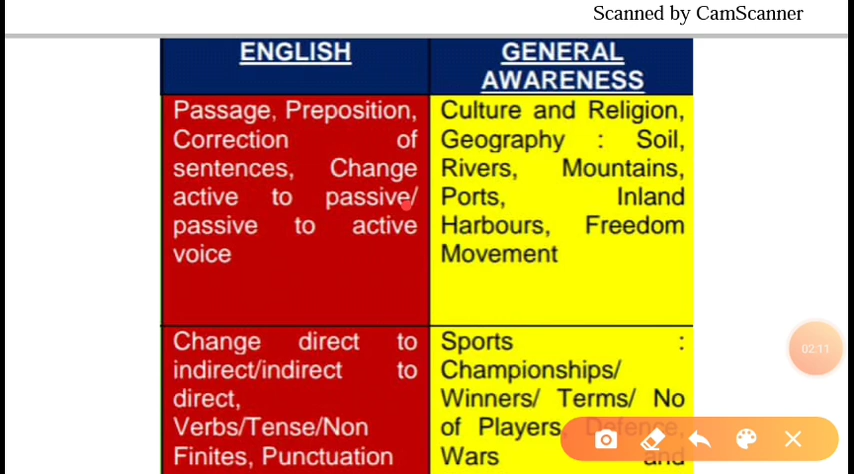 Scanned by CamScanner
ENGLISH
GENERAL
AWARENESS
Passage, Preposition,
Correction of
sentences, Change
active to passive/
passive to active
voice
Culture and Religion,
Geography : Soil,
Rivers, Mountains,
Ports, Inland
Harbours, Freedom
Movement
Change direct to
indirect/indirect to
direct,
Verbs/Tense/Non
Finites, Punctuation
Sports :
Championships/
Winners/ Terms/ No
of Players, Defence,
Wars and
02:11